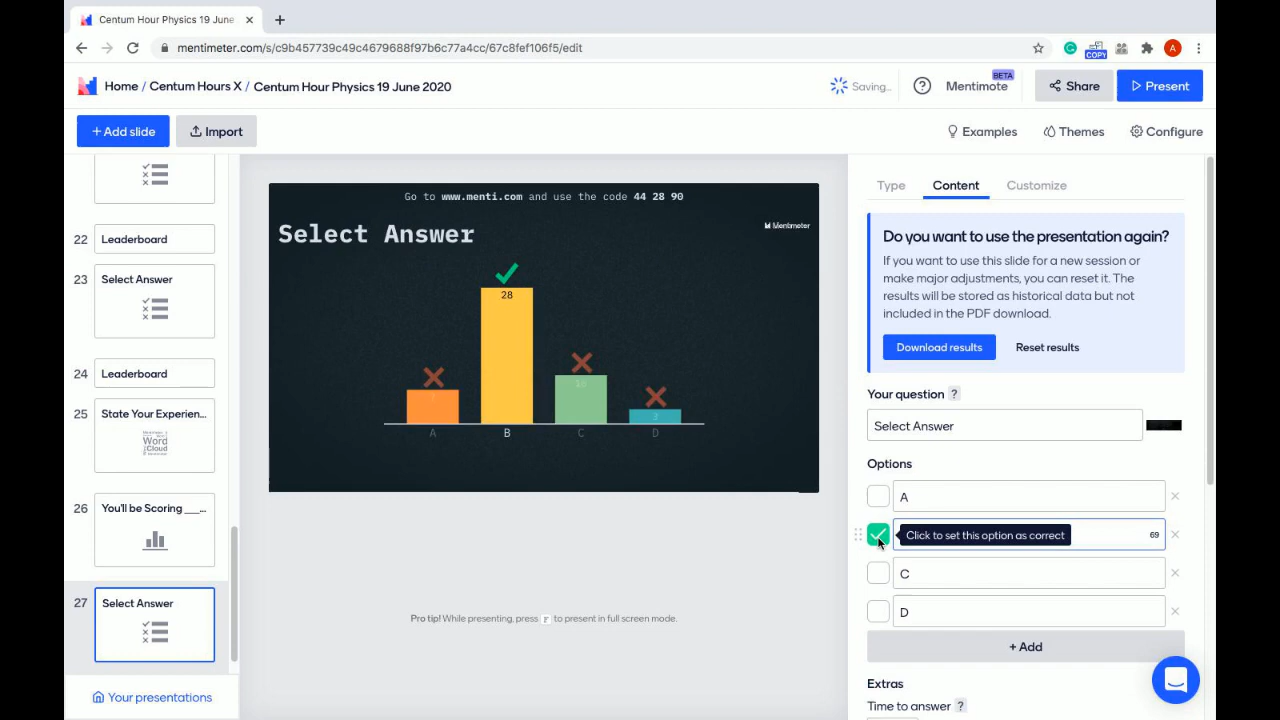 Centum Hour Physics 19 June
mentimeter.com/s/c9b457739c49c4679688f97b6c77a4cc/67c8fef106f5/edit
COPY
A
Home / Centum Hours X / Centum Hour Physics 19 June 2020
Saving...
Mentimote
BETA
Share
Present
+ Add slide
Import
Examples
Themes
Configure
22
Leaderboard
23
Select Answer
24
Leaderboard
25
State Your Experien...
Word
Cloud
26
You'll be Scoring ___...
27
Select Answer
Your presentations
Go to www.menti.com and use the code 44 28 90
Select Answer
Mentimeter
28
A
B
C
D
Pro tip! While presenting, press F to present in full screen mode.
Type
Content
Customize
Do you want to use the presentation again?
If you want to use this slide for a new session or
make major adjustments, you can reset it. The
results will be stored as historical data but not
included in the PDF download.
Download results
Reset results
Your question ?
Select Answer
Options
A
Click to set this option as correct
69
C
D
+ Add
Extras
Time to answer ?